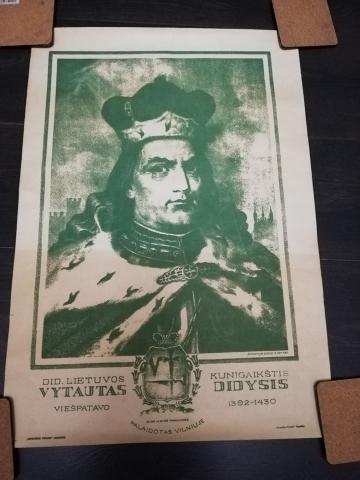 DID. LIETUVOS KUNIGAIKŠTIS
VYTAUTAS DIDYSIS
VIEŠPATAVO 1392-1430
PALAIDOTAS VILNIUJE